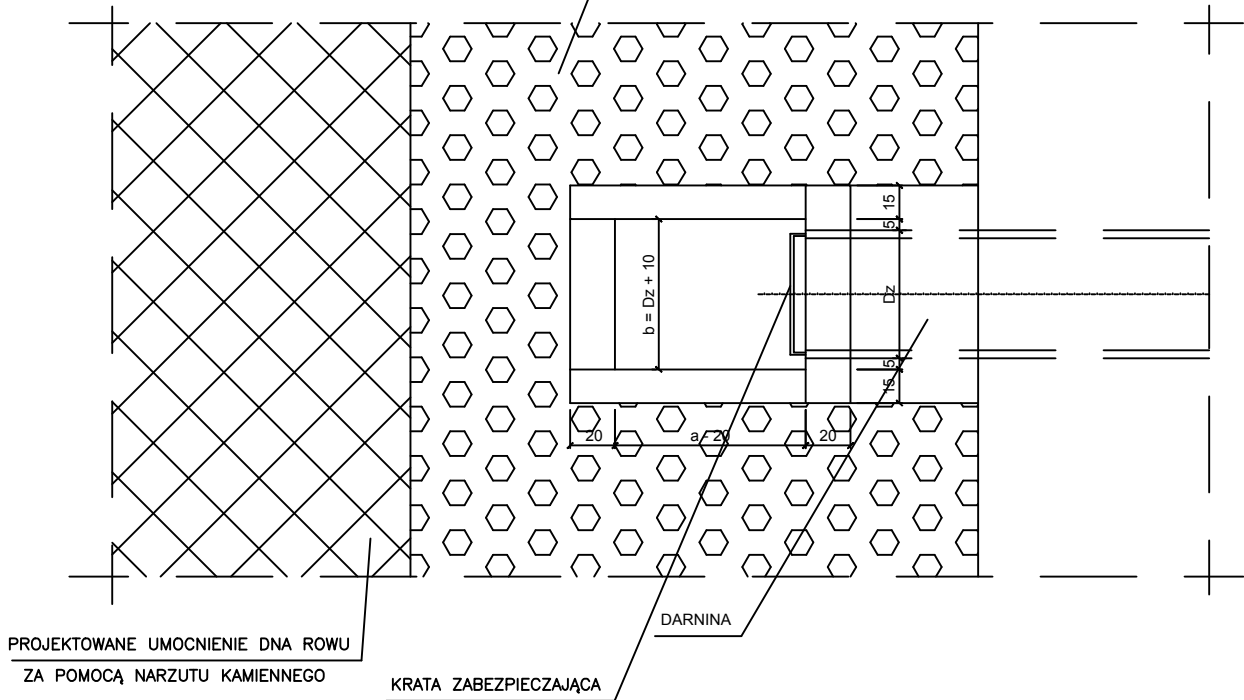 15
5
b = Dz + 10
Dz
5
15
20
a - 20
20
DARNINA
PROJEKTOWANE UMOCNIENIE DNA ROWU
ZA POMOCĄ NARZUTU KAMIENNEGO
KRATA ZABEZPIECZAJĄCA